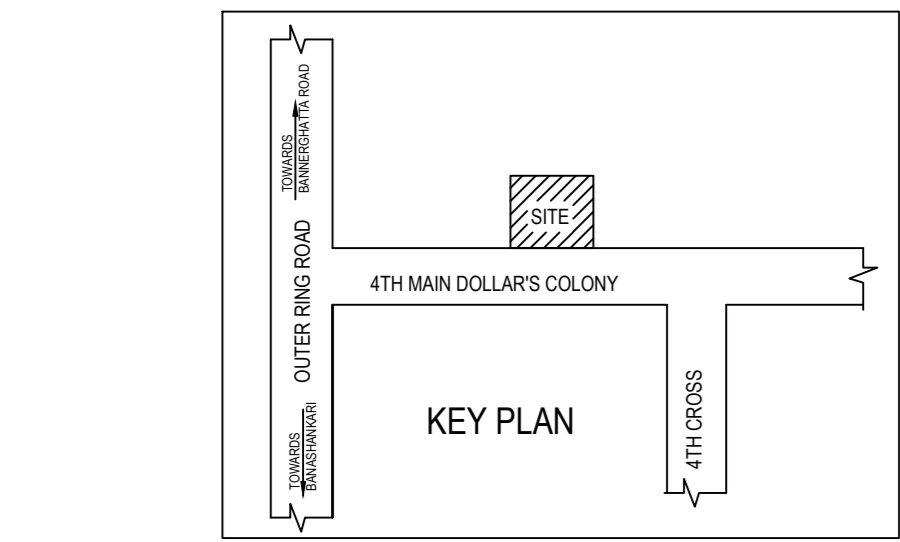 TOWARDS
BANNERGHATTA ROAD
SITE
OUTER RING ROAD
4TH MAIN DOLLAR'S COLONY
4TH CROSS
KEY PLAN
TOWARDS
BANASHANKARI